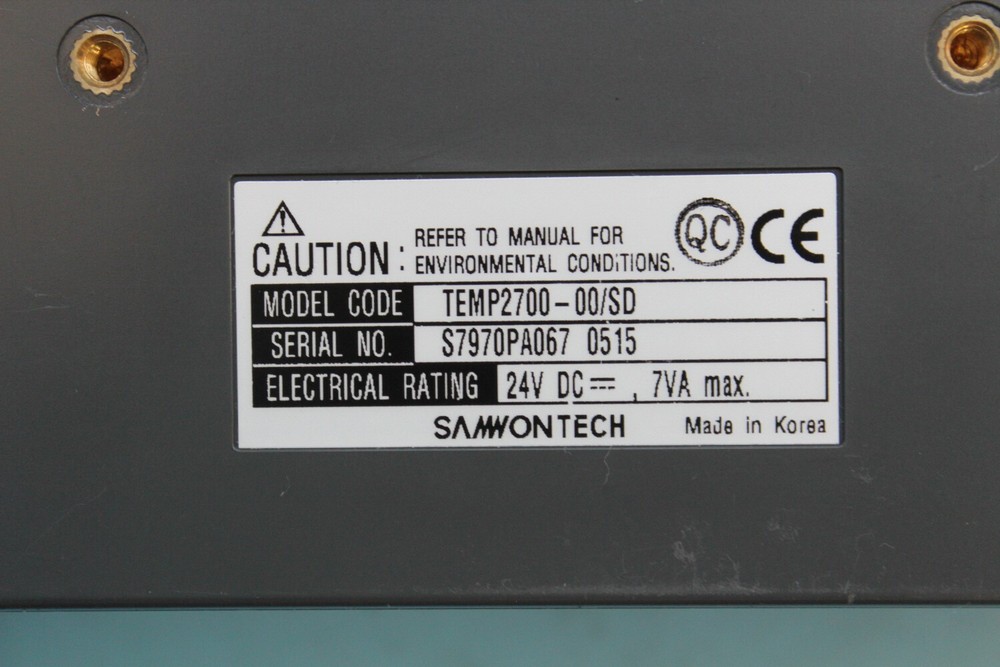 CAUTION : REFER TO MANUAL FOR
ENVIRONMENTAL CONDITIONS.
QC CE
MODEL CODE TEMP2700-00/SD
SERIAL NO. S7970PA067 0515
ELECTRICAL RATING 24V DC⎓, 7VA max.
SAMWONTECH Made in Korea